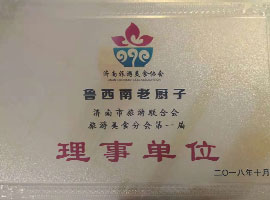 济南旅游美食协会
鲁西南老厨子
济南市旅游联合会
旅游美食分会第一届
理事单位
二〇一八年十月